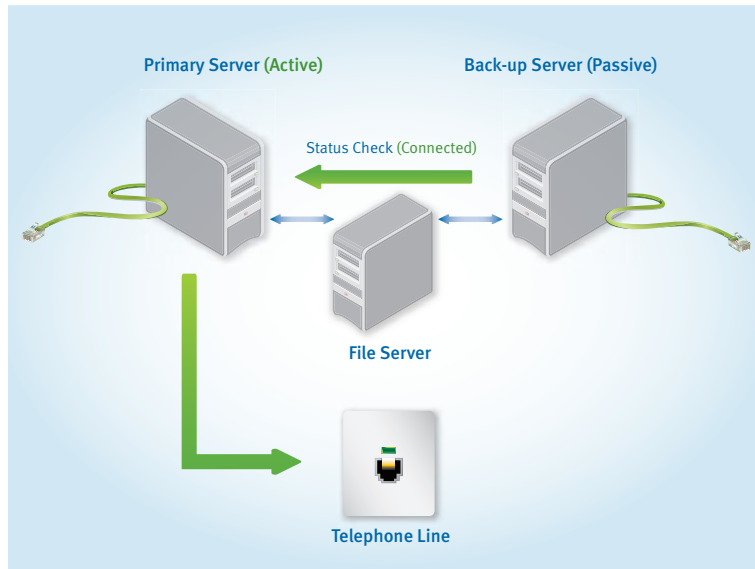 Primary Server (Active)
Back-up Server (Passive)
Status Check (Connected)
File Server
Telephone Line